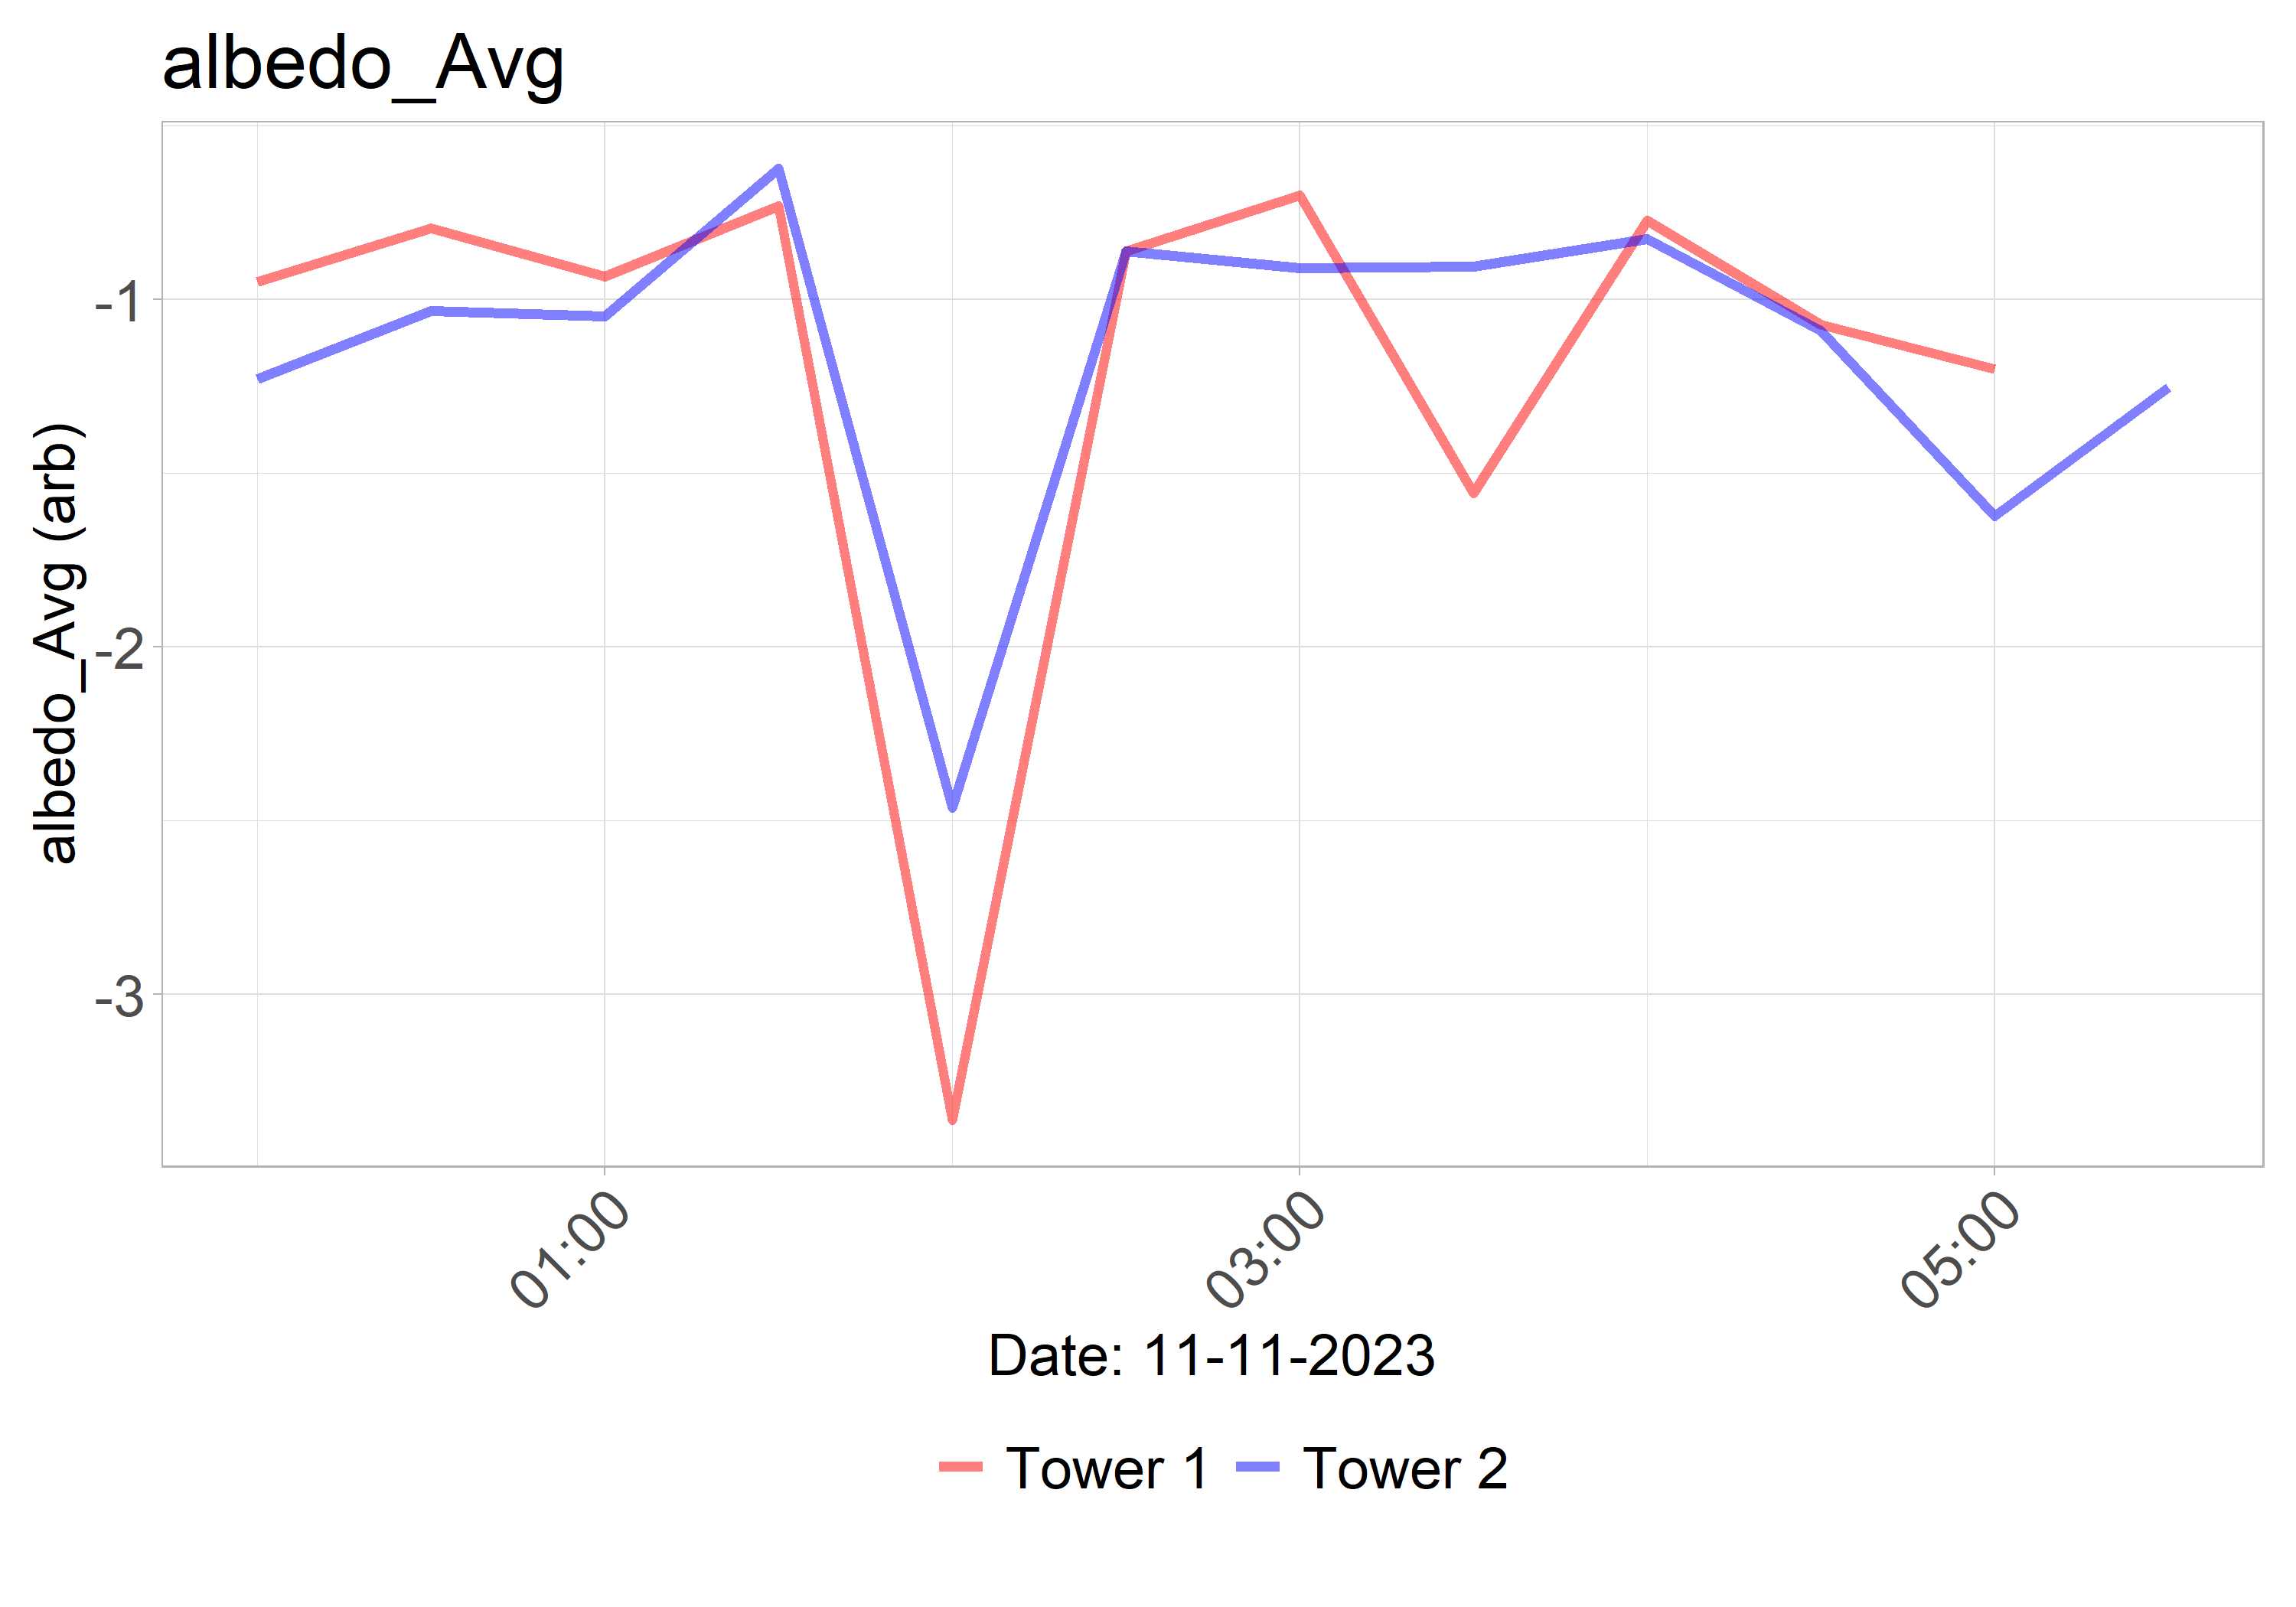 albedo_Avg
albedo_Avg (arb)
-1
-2
-3
01:00
03:00
05:00
Date: 11-11-2023
Tower 1
Tower 2